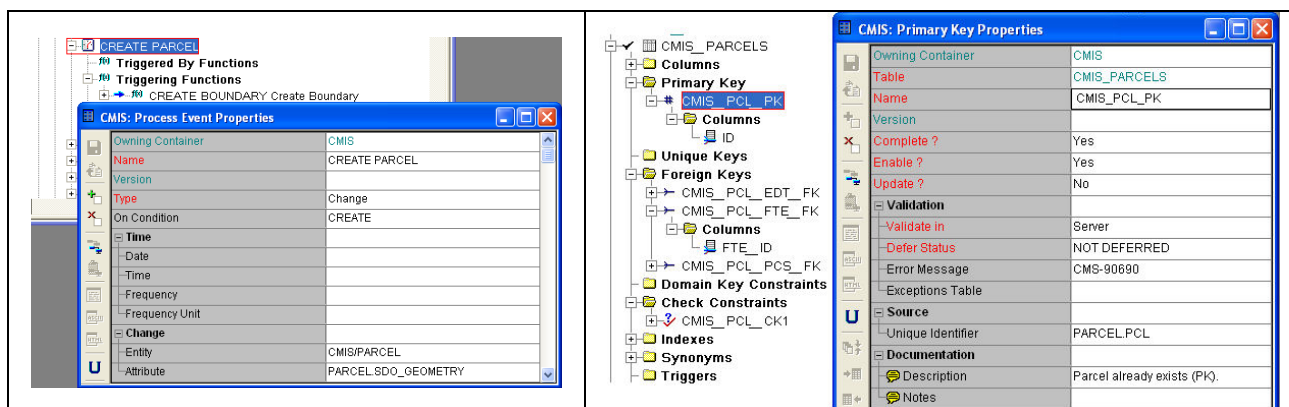 CREATE PARCEL
Triggered By Functions
Triggering Functions
CREATE BOUNDARY Create Boundary
CMIS: Process Event Properties
Owning Container CMIS
Name CREATE PARCEL
Version
Type Change
On Condition CREATE
Time
Date
Time
Frequency
Frequency Unit
Change
Entity CMIS/PARCEL
Attribute PARCEL.SDO_GEOMETRY
CMIS_PARCELS
Columns
Primary Key
CMIS_PCL_PK
Columns
ID
Unique Keys
Foreign Keys
CMIS_PCL_EDT_FK
CMIS_PCL_FTE_FK
Columns
FTE_ID
CMIS_PCL_PCS_FK
Domain Key Constraints
Check Constraints
CMIS_PCL_CK1
Indexes
Synonyms
Triggers
CMIS: Primary Key Properties
Owning Container CMIS
Table CMIS_PARCELS
Name CMIS_PCL_PK
Version
Complete ? Yes
Enable ? Yes
Update ? No
Validation
Validate in Server
Defer Status NOT DEFERRED
Error Message CMS-90690
Exceptions Table
Source
Unique Identifier PARCEL.PCL
Documentation
Description Parcel already exists (PK).
Notes